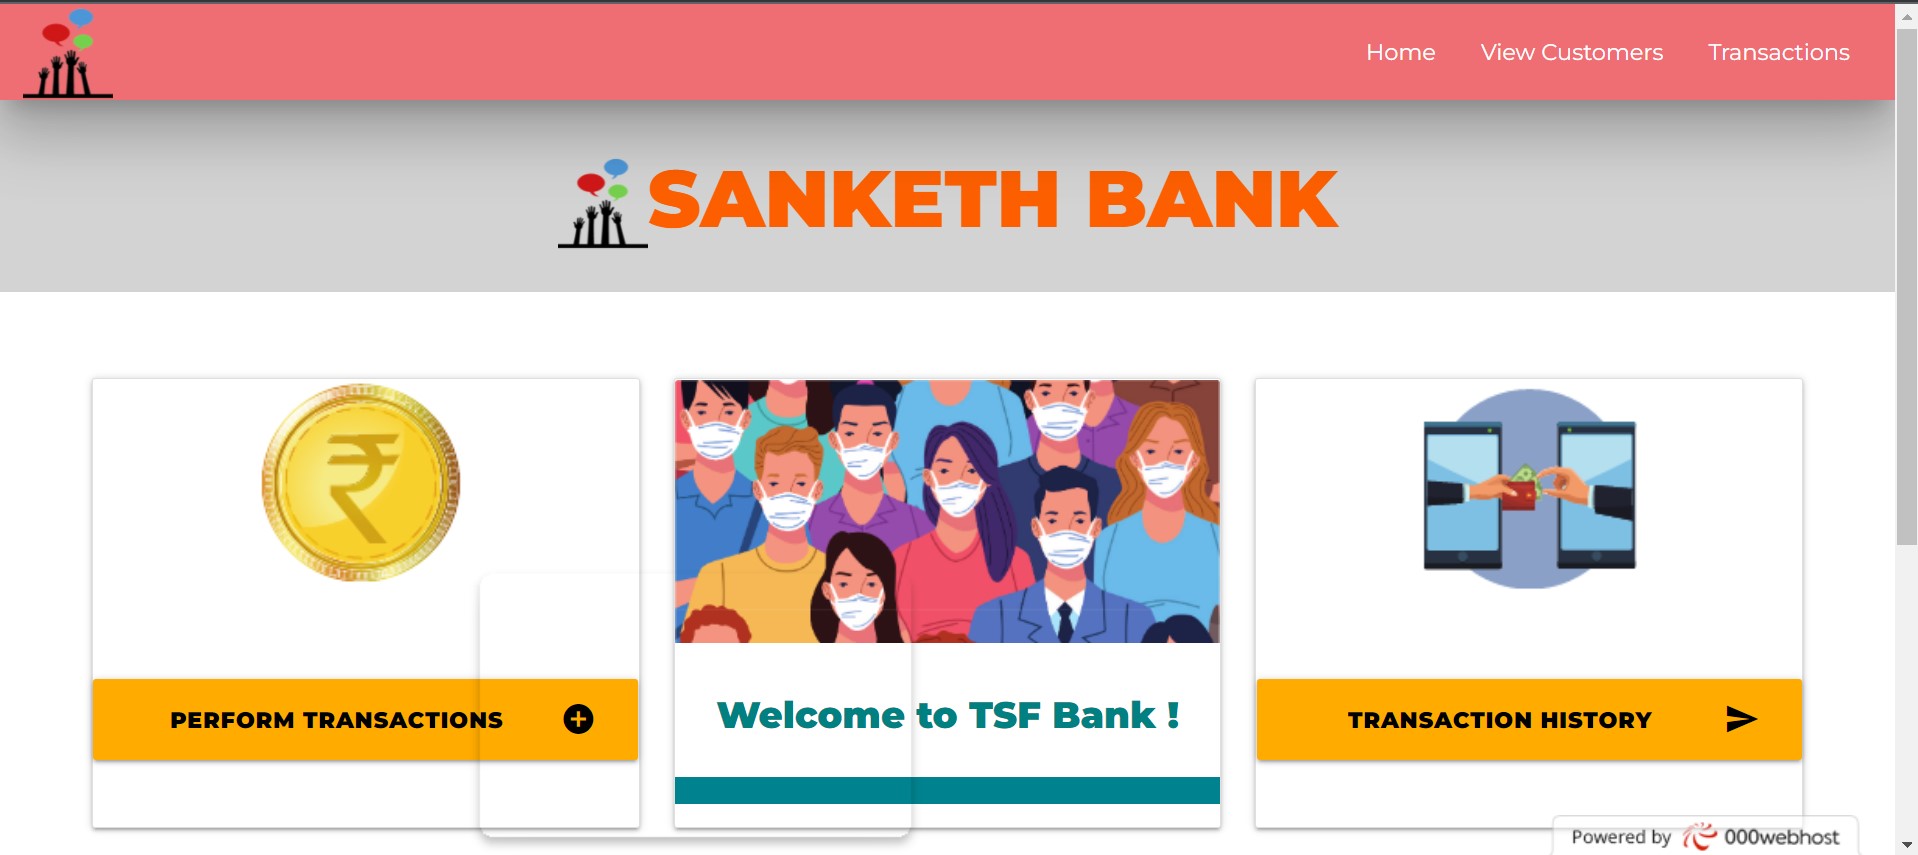 Home View Customers Transactions
SANKETH BANK
PERFORM TRANSACTIONS
Welcome to TSF Bank !
TRANSACTION HISTORY
Powered by 000webhost